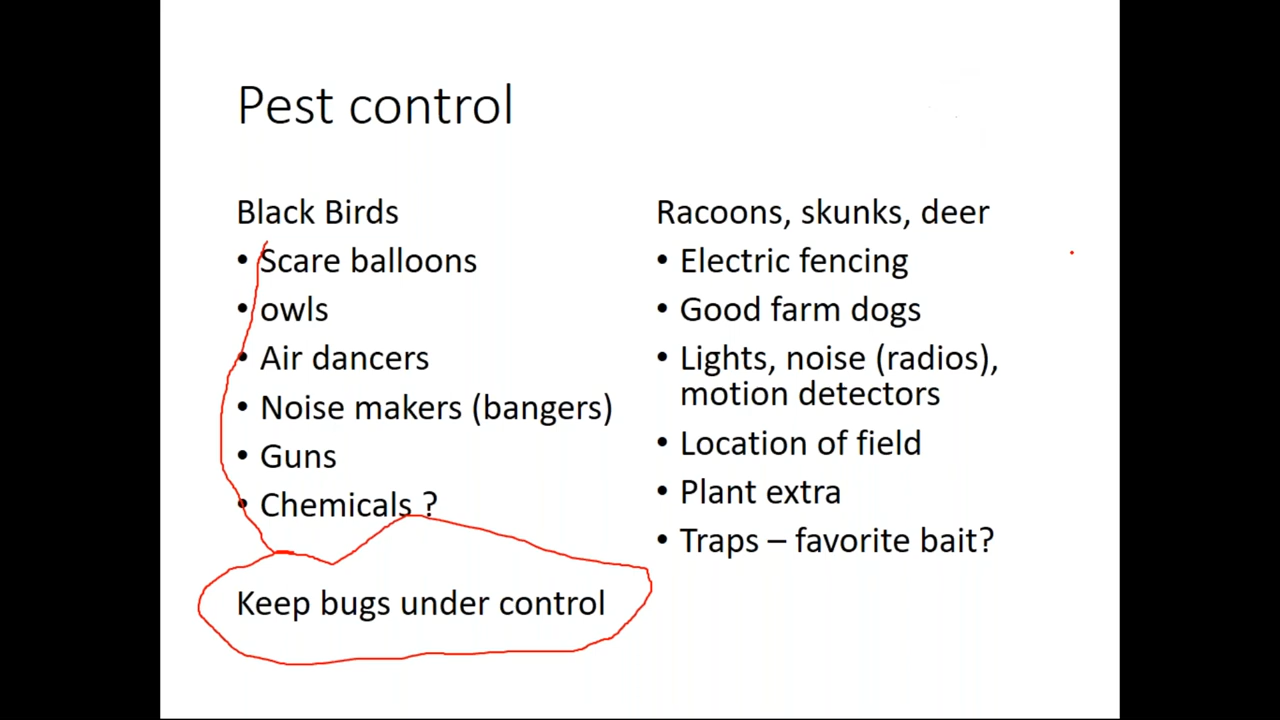 Pest control
Black Birds
• Scare balloons
• owls
• Air dancers
• Noise makers (bangers)
• Guns
• Chemicals ?
Keep bugs under control
Racoons, skunks, deer
• Electric fencing
• Good farm dogs
• Lights, noise (radios),
motion detectors
• Location of field
• Plant extra
• Traps – favorite bait?